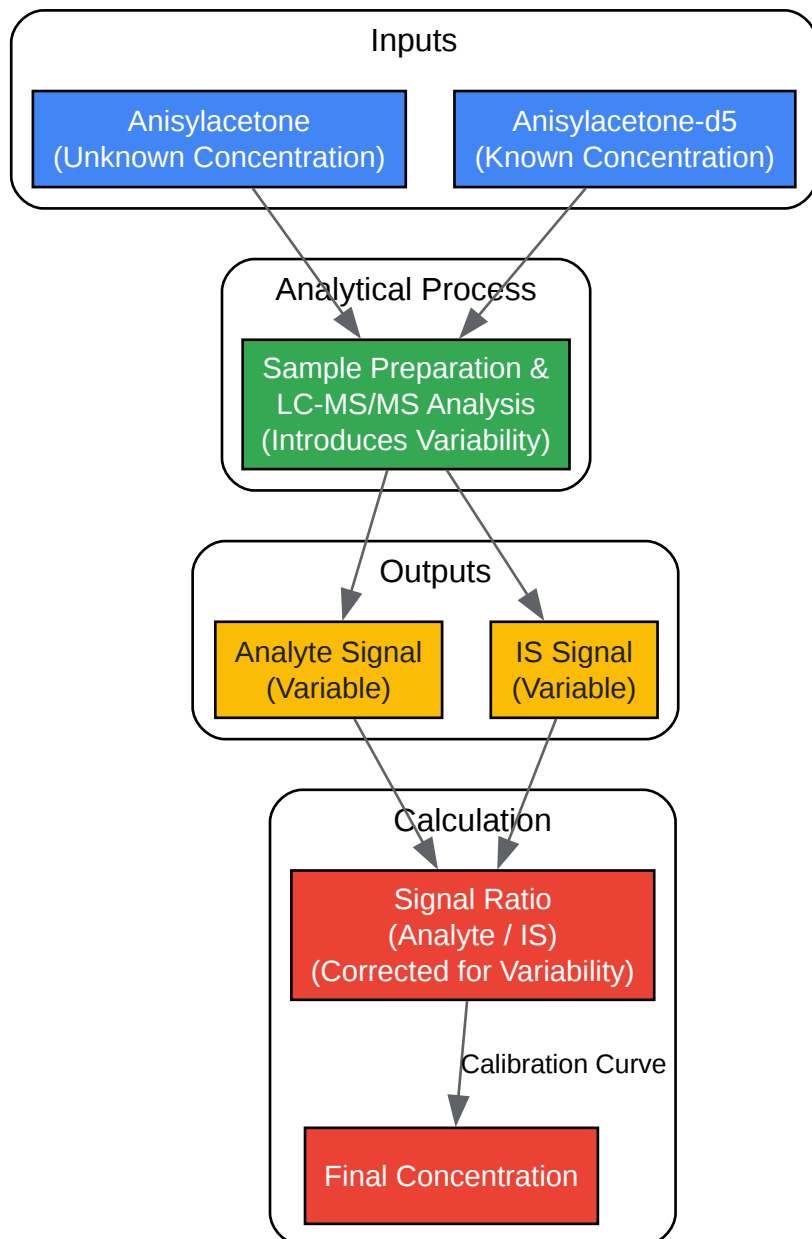 Inputs
Anisylacetone
(Unknown Concentration)
Anisylacetone-d5
(Known Concentration)
Analytical Process
Sample Preparation &
LC-MS/MS Analysis
(Introduces Variability)
Outputs
Analyte Signal
(Variable)
IS Signal
(Variable)
Calculation
Signal Ratio
(Analyte / IS)
(Corrected for Variability)
Calibration Curve
Final Concentration